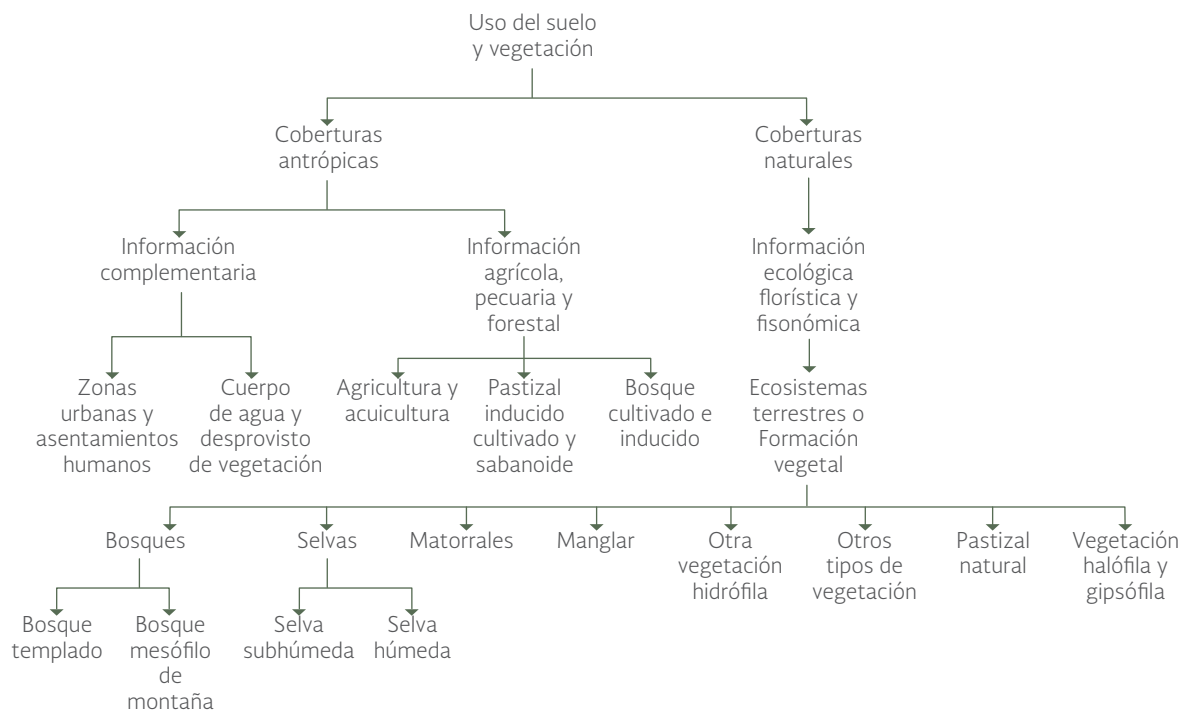 Uso del suelo
y vegetación
Coberturas
antrópicas
Coberturas
naturales
Información
complementaria
Información
agrícola,
pecuaria y
forestal
Información
ecológica
florística y
fisonómica
Zonas
urbanas y
asentamientos
humanos
Cuerpo
de agua y
desprovisto
de vegetación
Agricultura y
acuicultura
Pastizal
inducido
cultivado y
sabanoide
Bosque
cultivado e
inducido
Ecosistemas
terrestres o
Formación
vegetal
Bosques
Selvas
Matorrales
Manglar
Otra
vegetación
hidrófila
Otros
tipos de
vegetación
Pastizal
natural
Vegetación
halófila y
gipsófila
Bosque
templado
Bosque
mesófilo
de
montaña
Selva
subhúmeda
Selva
húmeda